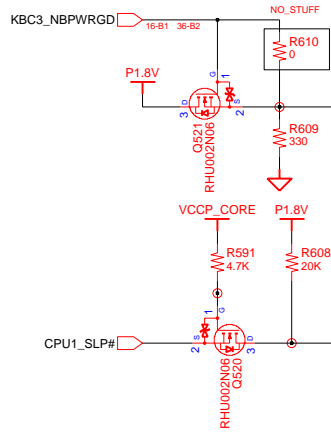 NO_STUFF
KBC3_NBPWRGD
16-B1 36-B2
R610
0
P1.8V
G
1
D
S
3
2
Q521
RHU002N06
R609
330
VCCP_CORE
P1.8V
R591
4.7K
R608
20K
1
G
CPU1_SLP#
S
D
2
3
RHU002N06
Q520